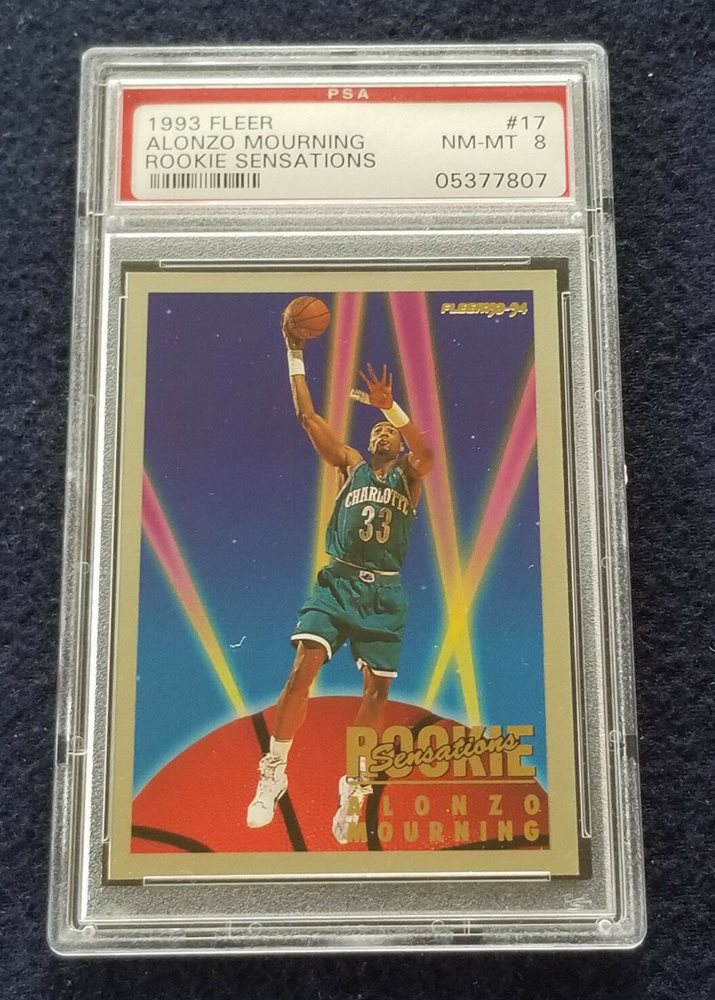 PSA
1993 FLEER #17
ALONZO MOURNING NM-MT 8
ROOKIE SENSATIONS
05377807
FLEER '93-94
CHARLOTTE
33
ROOKIE
Sensations
ALONZO
MOURNING